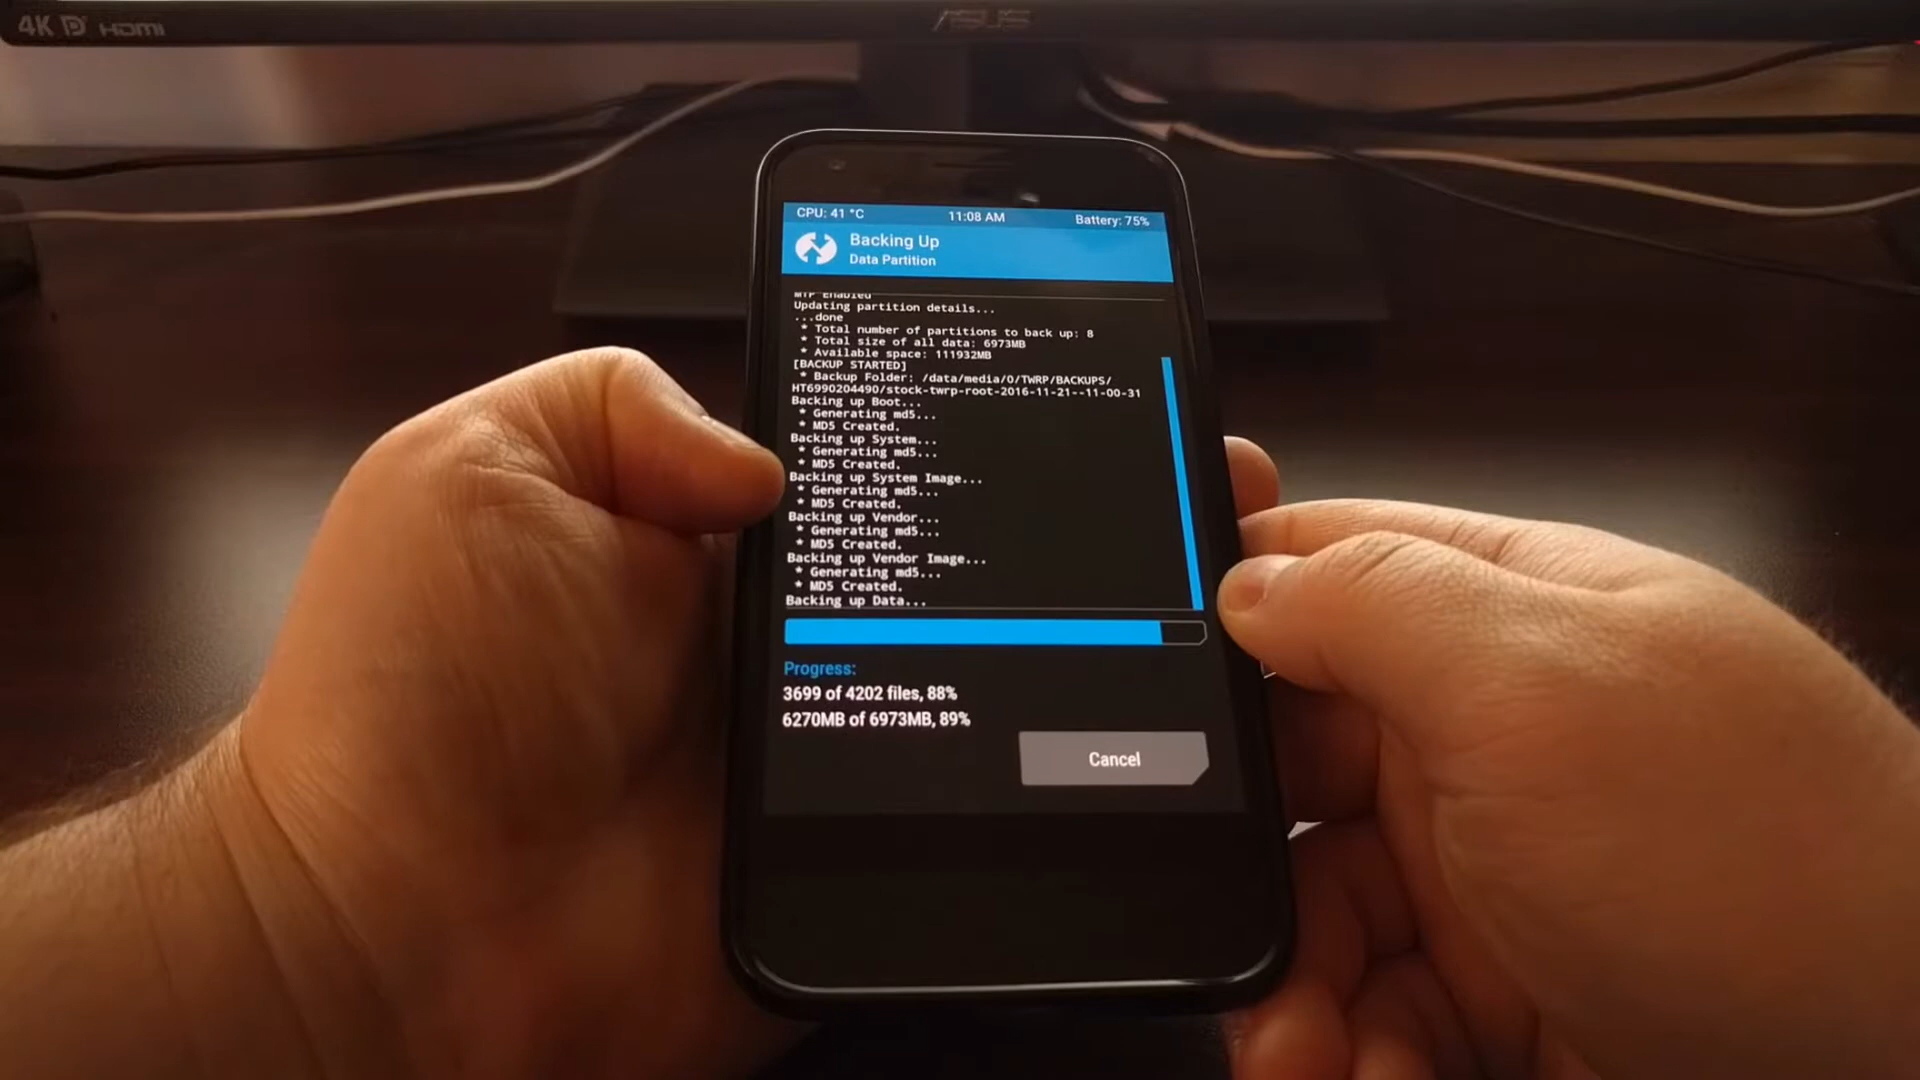 4K HDMI
ASUS
CPU: 41 °C 11:08 AM Battery: 75%
Backing Up
Data Partition
MTP Enabled
Updating partition details...
...done
* Total number of partitions to back up: 8
* Total size of all data: 6973MB
* Available space: 111932MB
[BACKUP STARTED]
* Backup Folder: /data/media/0/TWRP/BACKUPS/
HT6990204490/stock-twrp-root-2016-11-21--11-00-31
Backing up Boot...
* Generating md5...
* MD5 Created.
Backing up System...
* Generating md5...
* MD5 Created.
Backing up System Image...
* Generating md5...
* MD5 Created.
Backing up Vendor...
* Generating md5...
* MD5 Created.
Backing up Vendor Image...
* Generating md5...
* MD5 Created.
Backing up Data...
Progress:
3699 of 4202 files, 88%
6270MB of 6973MB, 89%
Cancel